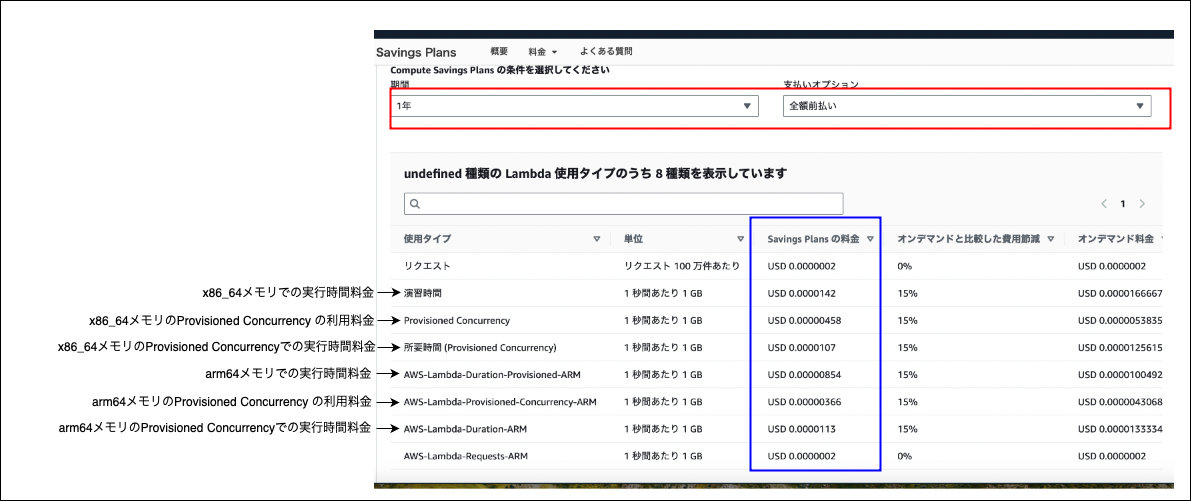 Savings Plans 概要 料金 よくある質問
Compute Savings Plans の条件を選択してください
期間 支払いオプション
1年 全額前払い
undefined 種類の Lambda 使用タイプのうち 8 種類を表示しています
1
使用タイプ 単位 Savings Plans の料金 オンデマンドと比較した費用節減 オンデマンド料金
リクエスト リクエスト 100 万件あたり USD 0.0000002 0% USD 0.0000002
x86_64メモリでの実行時間料金 演習時間 1 秒間あたり 1 GB USD 0.0000142 15% USD 0.0000166667
x86_64メモリのProvisioned Concurrency の利用料金 Provisioned Concurrency 1 秒間あたり 1 GB USD 0.00000458 15% USD 0.0000053835
x86_64メモリのProvisioned Concurrencyでの実行時間料金 所要時間 (Provisioned Concurrency) 1 秒間あたり 1 GB USD 0.0000107 15% USD 0.0000125615
arm64メモリでの実行時間料金 AWS-Lambda-Duration-Provisioned-ARM 1 秒間あたり 1 GB USD 0.00000854 15% USD 0.0000100492
arm64メモリのProvisioned Concurrency の利用料金 AWS-Lambda-Provisioned-Concurrency-ARM 1 秒間あたり 1 GB USD 0.00000366 15% USD 0.0000043068
arm64メモリのProvisioned Concurrencyでの実行時間料金 AWS-Lambda-Duration-ARM 1 秒間あたり 1 GB USD 0.0000113 15% USD 0.0000133334
AWS-Lambda-Requests-ARM 1 秒間あたり 1 GB USD 0.0000002 0% USD 0.0000002